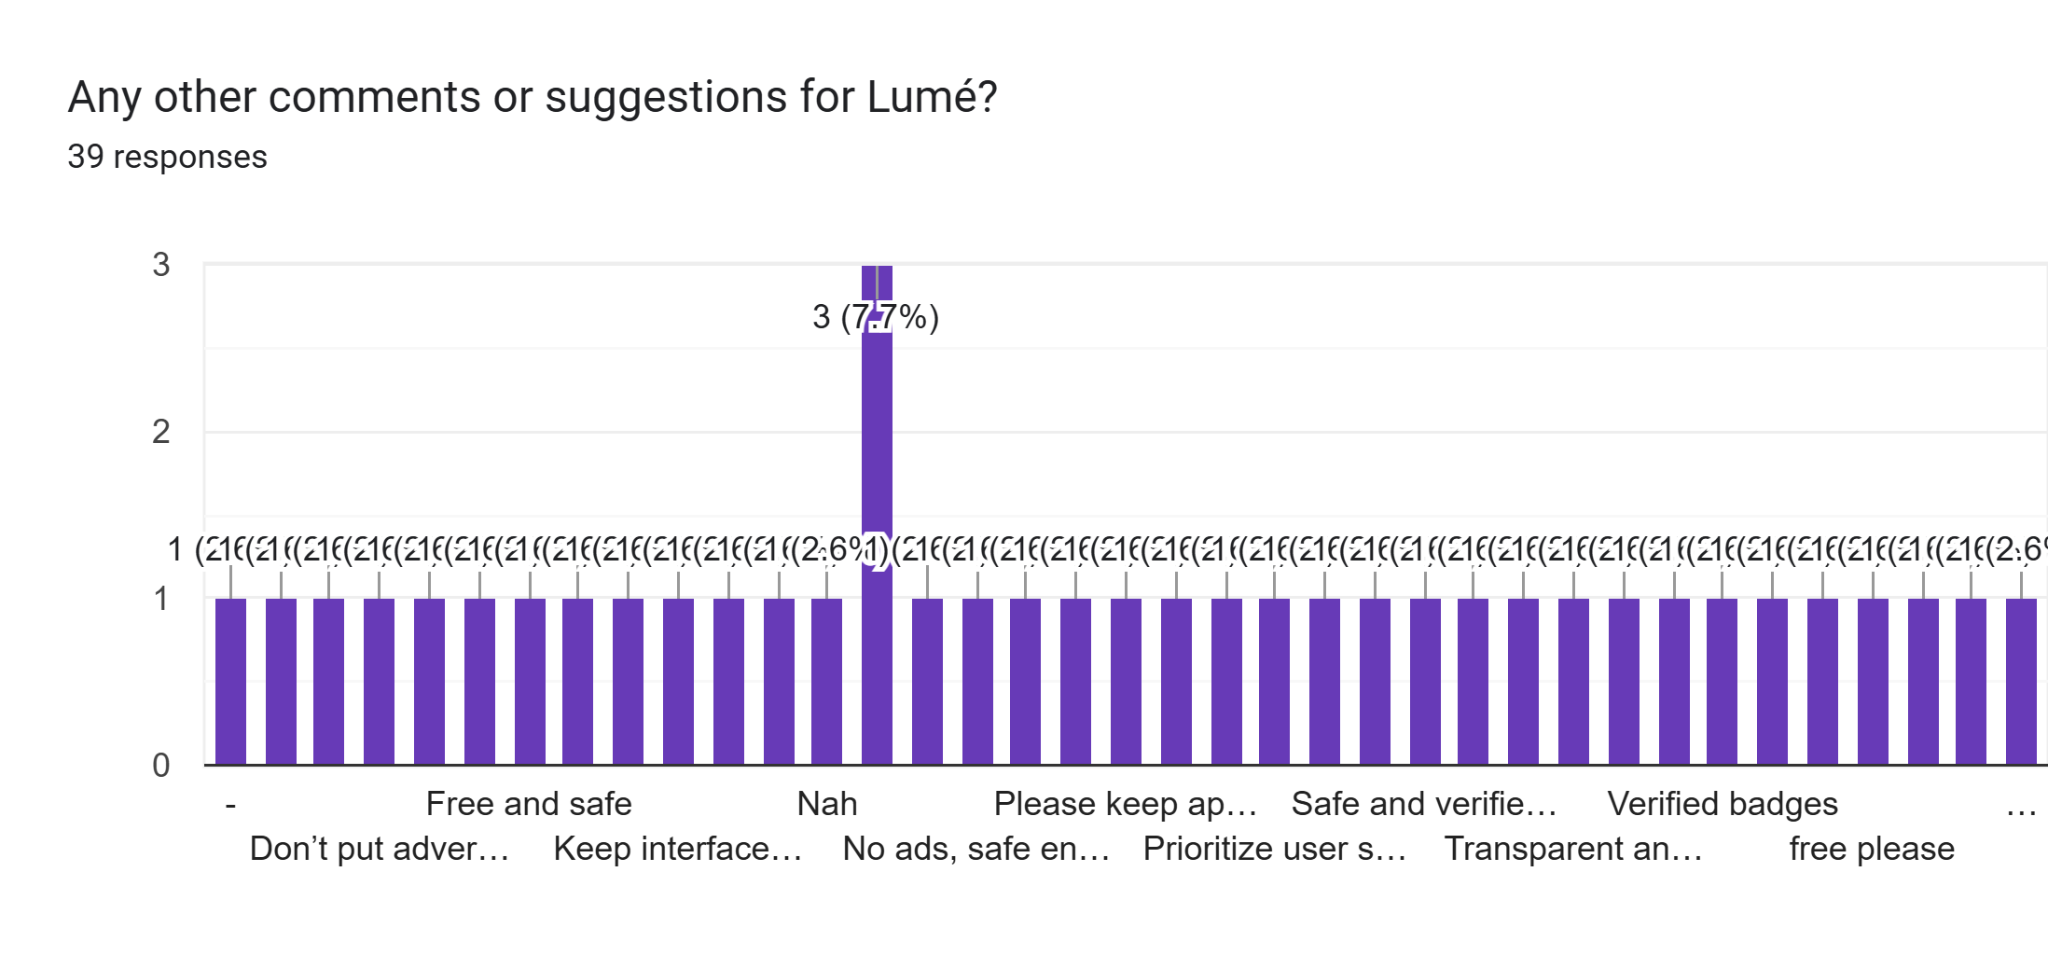 Any other comments or suggestions for Lumé?
39 responses
3
3 (7.7%)
2
1
0
-
Free and safe
Nah
Please keep ap…
Safe and verifie…
Verified badges
…
Don’t put adver…
Keep interface…
No ads, safe en…
Prioritize user s…
Transparent an…
free please